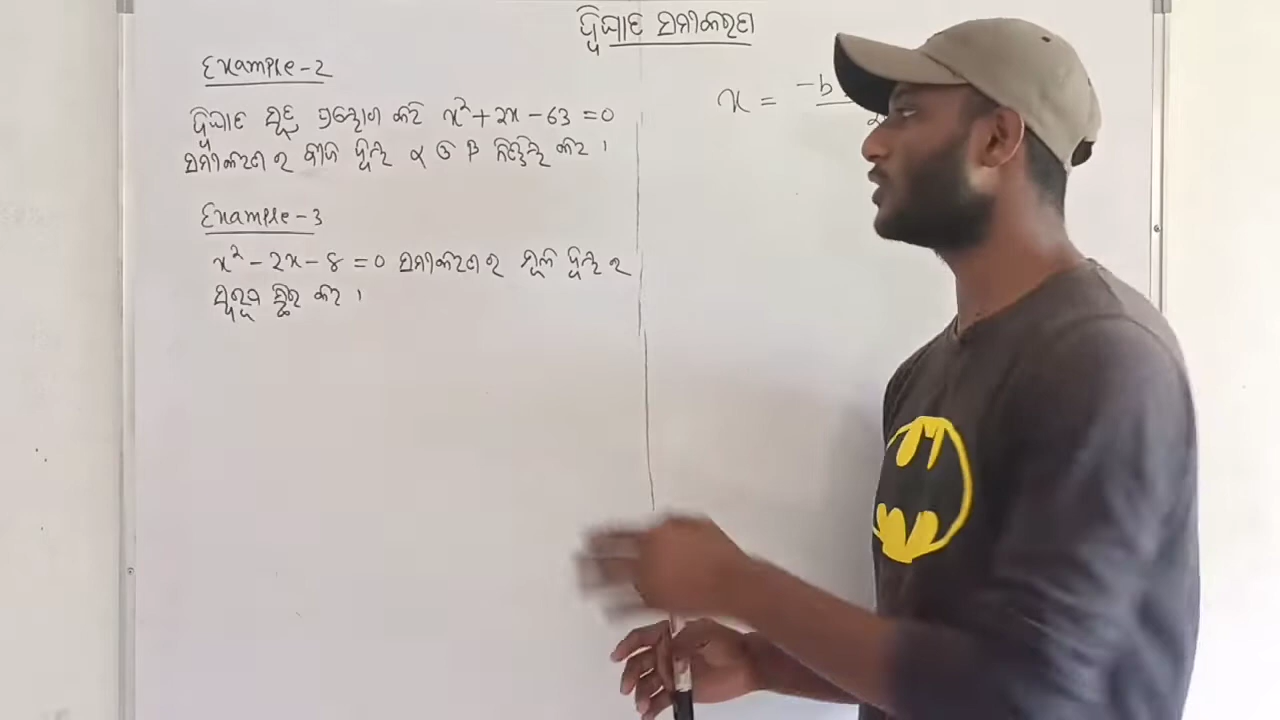 ଦ୍ୱିଘାତ ସମୀକରଣ
Example-2
ଦ୍ୱିଘାତ ସୂତ୍ର ପ୍ରୟୋଗ କରି x² + 2x - 63 = 0
ସମୀକରଣ ର ବୀଜ ଦ୍ୱୟ α ଓ β ନିର୍ଣ୍ଣୟ କର ।
Example-3
x² - 2x - 8 = 0 ସମୀକରଣ ର ମୂଳ ଦ୍ୱୟ ର
ସ୍ୱରୂପ ସ୍ଥିର କର ।
x = -b